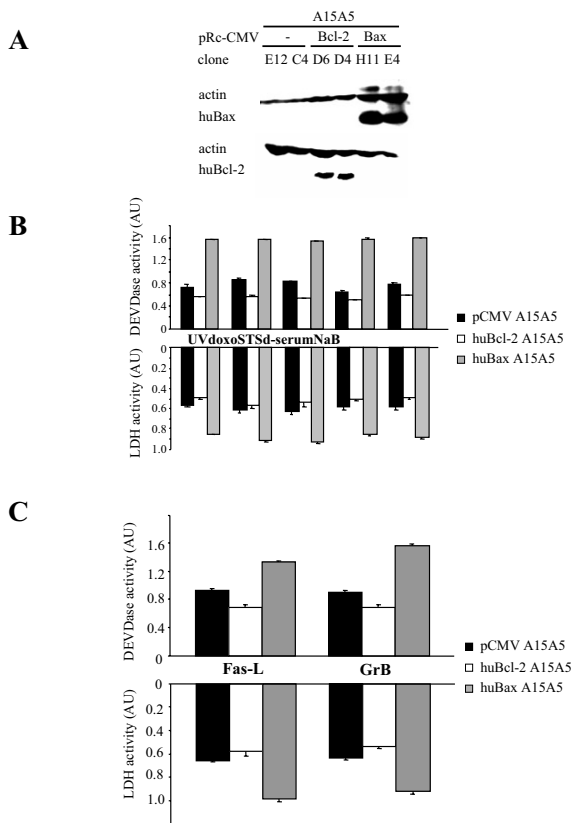 A
A15A5
pRc-CMV - Bcl-2 Bax
clone E12 C4 D6 D4 H11 E4
actin
huBax
actin
huBcl-2
B
DEVDase activity (AU)
1.6
1.2
0.8
0.4
0
UVdoxoSTSd-serumNaB
LDH activity (AU)
0
0.2
0.4
0.6
0.8
1.0
pCMV A15A5
huBcl-2 A15A5
huBax A15A5
C
DEVDase activity (AU)
1.6
1.2
0.8
0.4
0
Fas-L GrB
LDH activity (AU)
0
0.2
0.4
0.6
0.8
1.0
pCMV A15A5
huBcl-2 A15A5
huBax A15A5